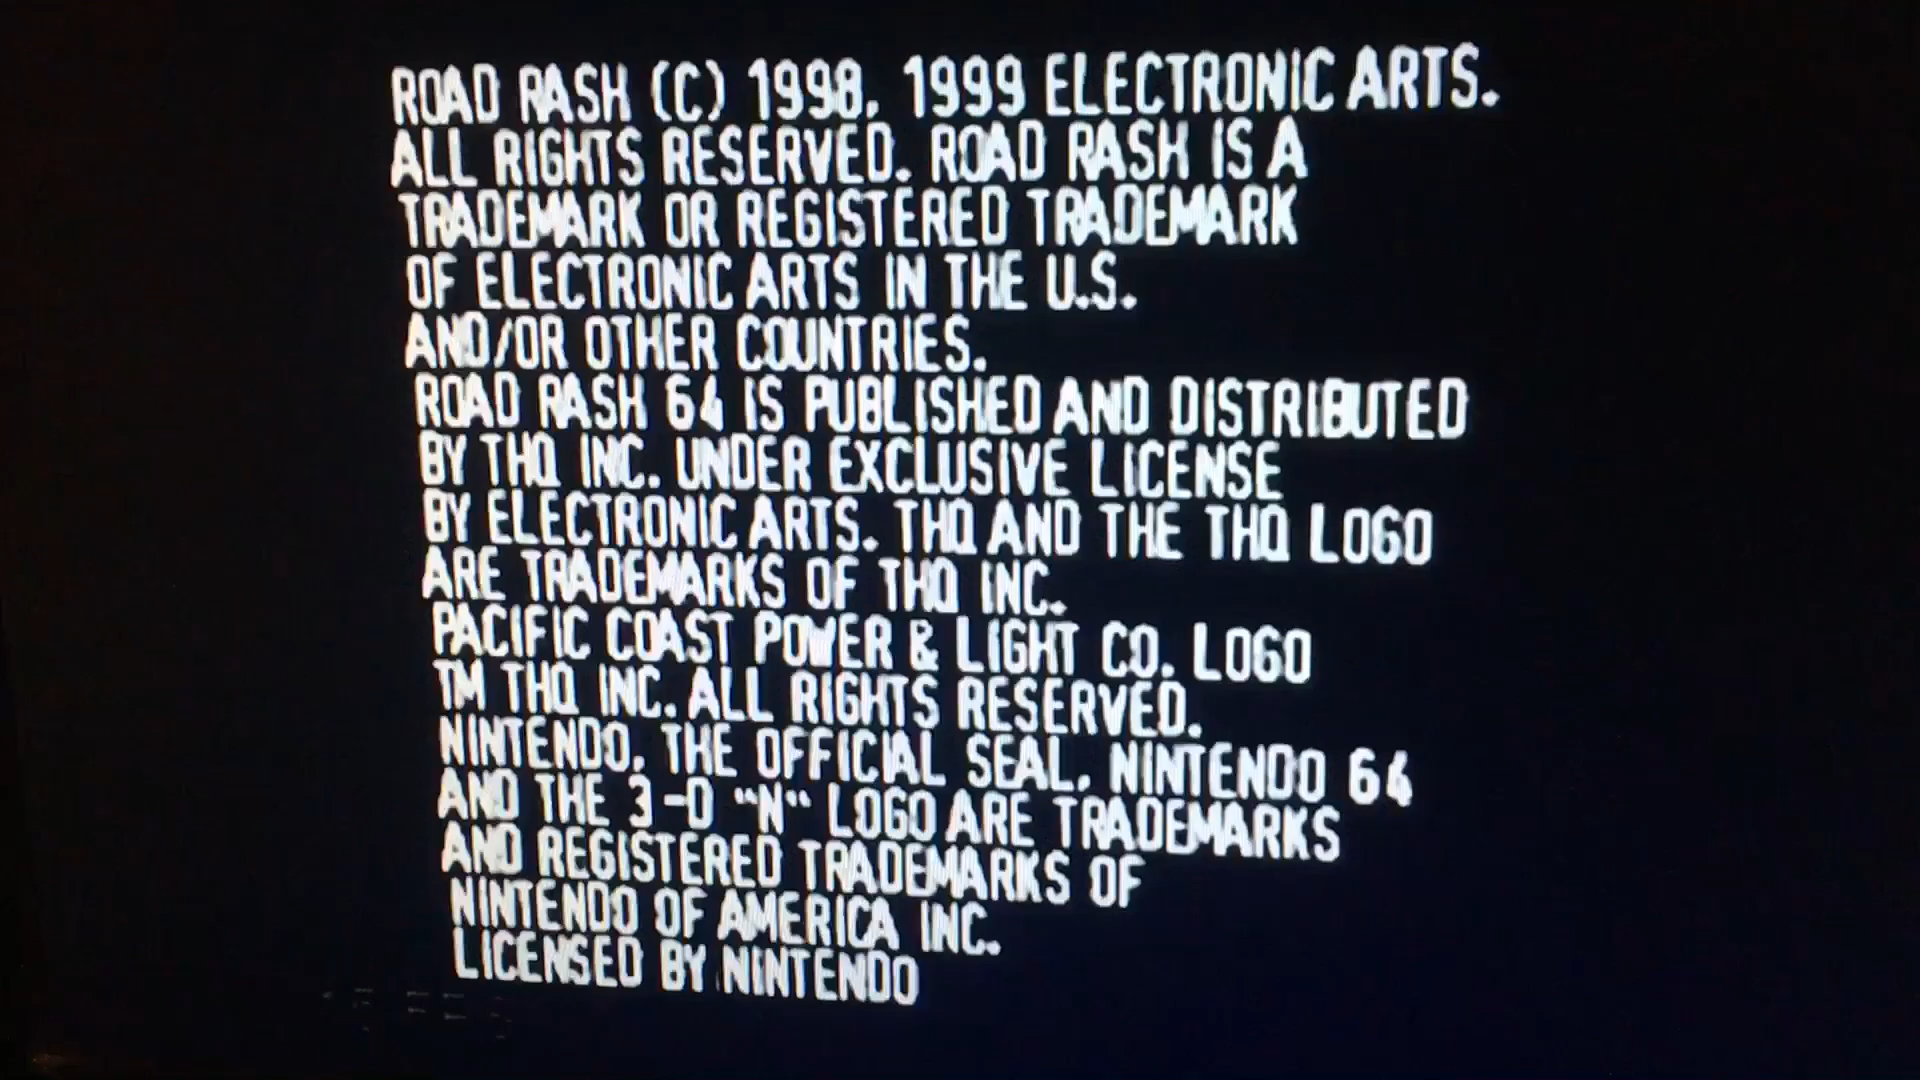 ROAD RASH (C) 1998, 1999 ELECTRONIC ARTS.
ALL RIGHTS RESERVED. ROAD RASH IS A
TRADEMARK OR REGISTERED TRADEMARK
OF ELECTRONIC ARTS IN THE U.S.
AND/OR OTHER COUNTRIES.
ROAD RASH 64 IS PUBLISHED AND DISTRIBUTED
BY THQ INC. UNDER EXCLUSIVE LICENSE
BY ELECTRONIC ARTS. THQ AND THE THQ LOGO
ARE TRADEMARKS OF THQ INC.
PACIFIC COAST POWER & LIGHT CO. LOGO
TM THQ INC. ALL RIGHTS RESERVED.
NINTENDO, THE OFFICIAL SEAL, NINTENDO 64
AND THE 3-D "N" LOGO ARE TRADEMARKS
AND REGISTERED TRADEMARKS OF
NINTENDO OF AMERICA INC.
LICENSED BY NINTENDO